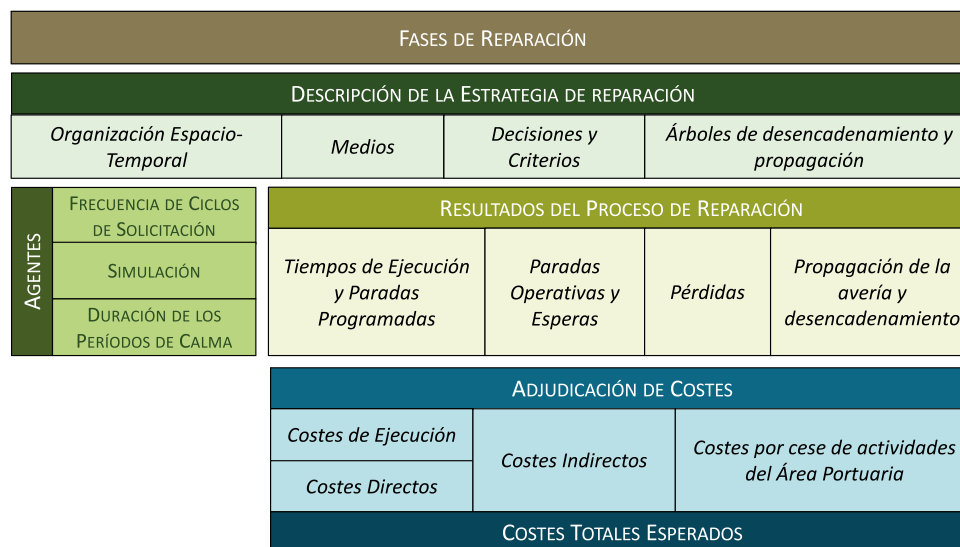 FASES DE REPARACIÓN
DESCRIPCIÓN DE LA ESTRATEGIA DE REPARACIÓN
Organización Espacio-
Temporal
Medios
Decisiones y
Criterios
Árboles de desencadenamiento y
propagación
AGENTES
FRECUENCIA DE CICLOS
DE SOLICITACIÓN
SIMULACIÓN
DURACIÓN DE LOS
PERÍODOS DE CALMA
RESULTADOS DEL PROCESO DE REPARACIÓN
Tiempos de Ejecución
y Paradas
Programadas
Paradas
Operativas y
Esperas
Pérdidas
Propagación de la
avería y
desencadenamiento
ADJUDICACIÓN DE COSTES
Costes de Ejecución
Costes Directos
Costes Indirectos
Costes por cese de actividades
del Área Portuaria
COSTES TOTALES ESPERADOS